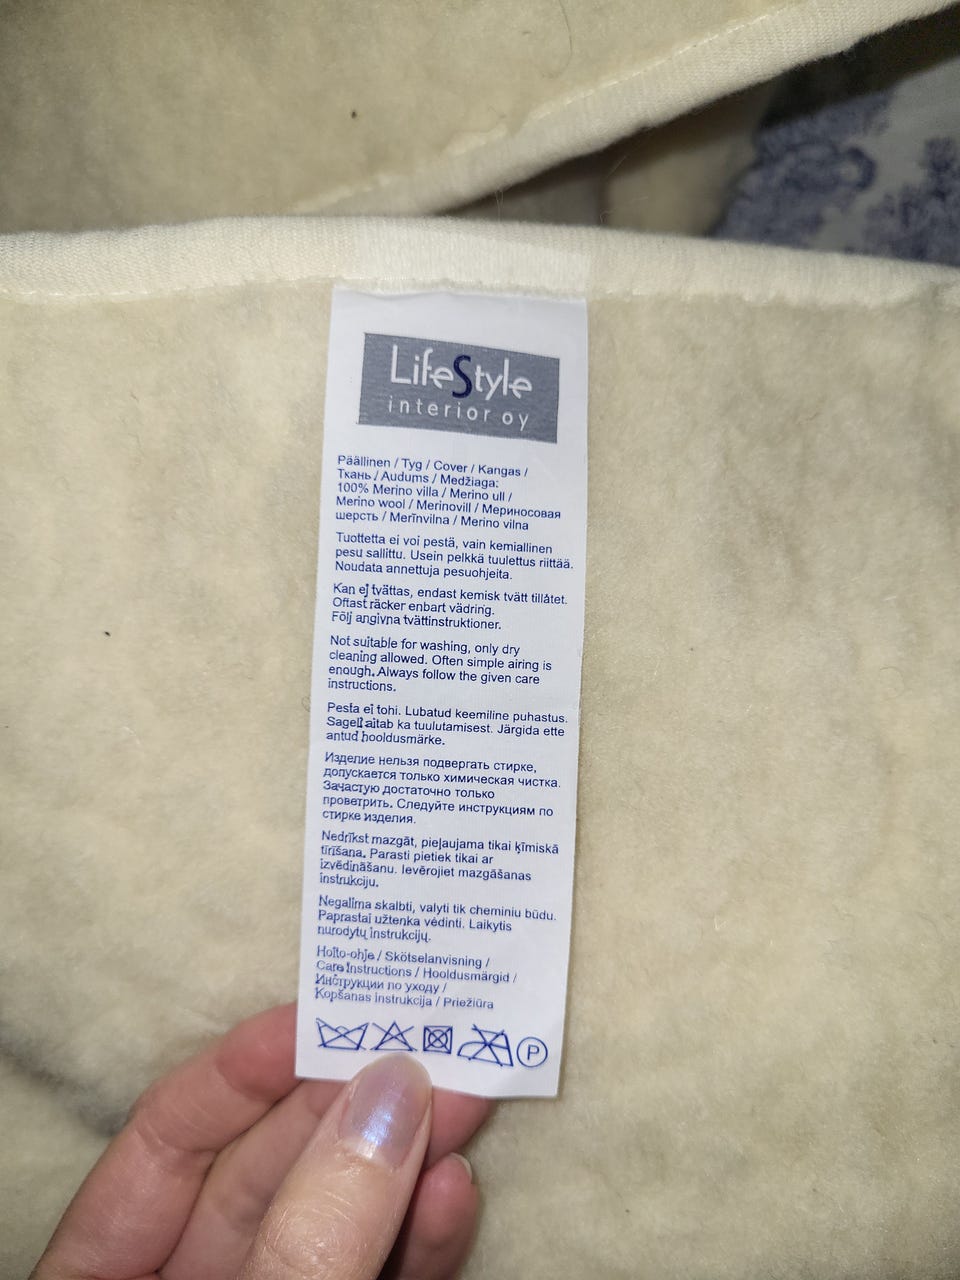 LifeStyle
interior oy
Päällinen / Tyg / Cover / Kangas /
Ткань / Audums / Medžiaga:
100% Merino villa / Merino ull /
Merino wool / Merinovill / Мериносовая
шерсть / Merīnvilna / Merino vilna
Tuottetta ei voi pestä, vain kemiallinen
pesu sallittu. Usein pelkkä tuulettus riittää.
Noudata annettuja pesuohjeita.
Kan ej tvättas, endast kemisk tvätt tillåtet.
Oftast räcker enbart vädring.
Följ angivna tvättinstruktioner.
Not suitable for washing, only dry
cleaning allowed. Often simple airing is
enough. Always follow the given care
instructions.
Pesta ei tohi. Lubatud keemiline puhastus.
Sageli aitab ka tuulutamisest. Järgida ette
antud hooldusmärke.
Изделие нельзя подвергать стирке,
допускается только химическая чистка.
Зачастую достаточно только
проветрить. Следуйте инструкциям по
стирке изделия.
Nedrīkst mazgāt, pieļaujama tikai ķīmiskā
tīrīšana. Parasti pietiek tikai ar
izvēdināšanu. Ievērojiet mazgāšanas
instrukciju.
Negalima skalbti, valyti tik cheminiu būdu.
Paprastai užtenka vėdinti. Laikytis
nurodytų instrukcijų.
Hoito-ohje / Skötselanvisning /
Care Instructions / Hooldusmärgid /
Инструкции по уходу /
Kopšanas instrukcija / Priežiūra
P